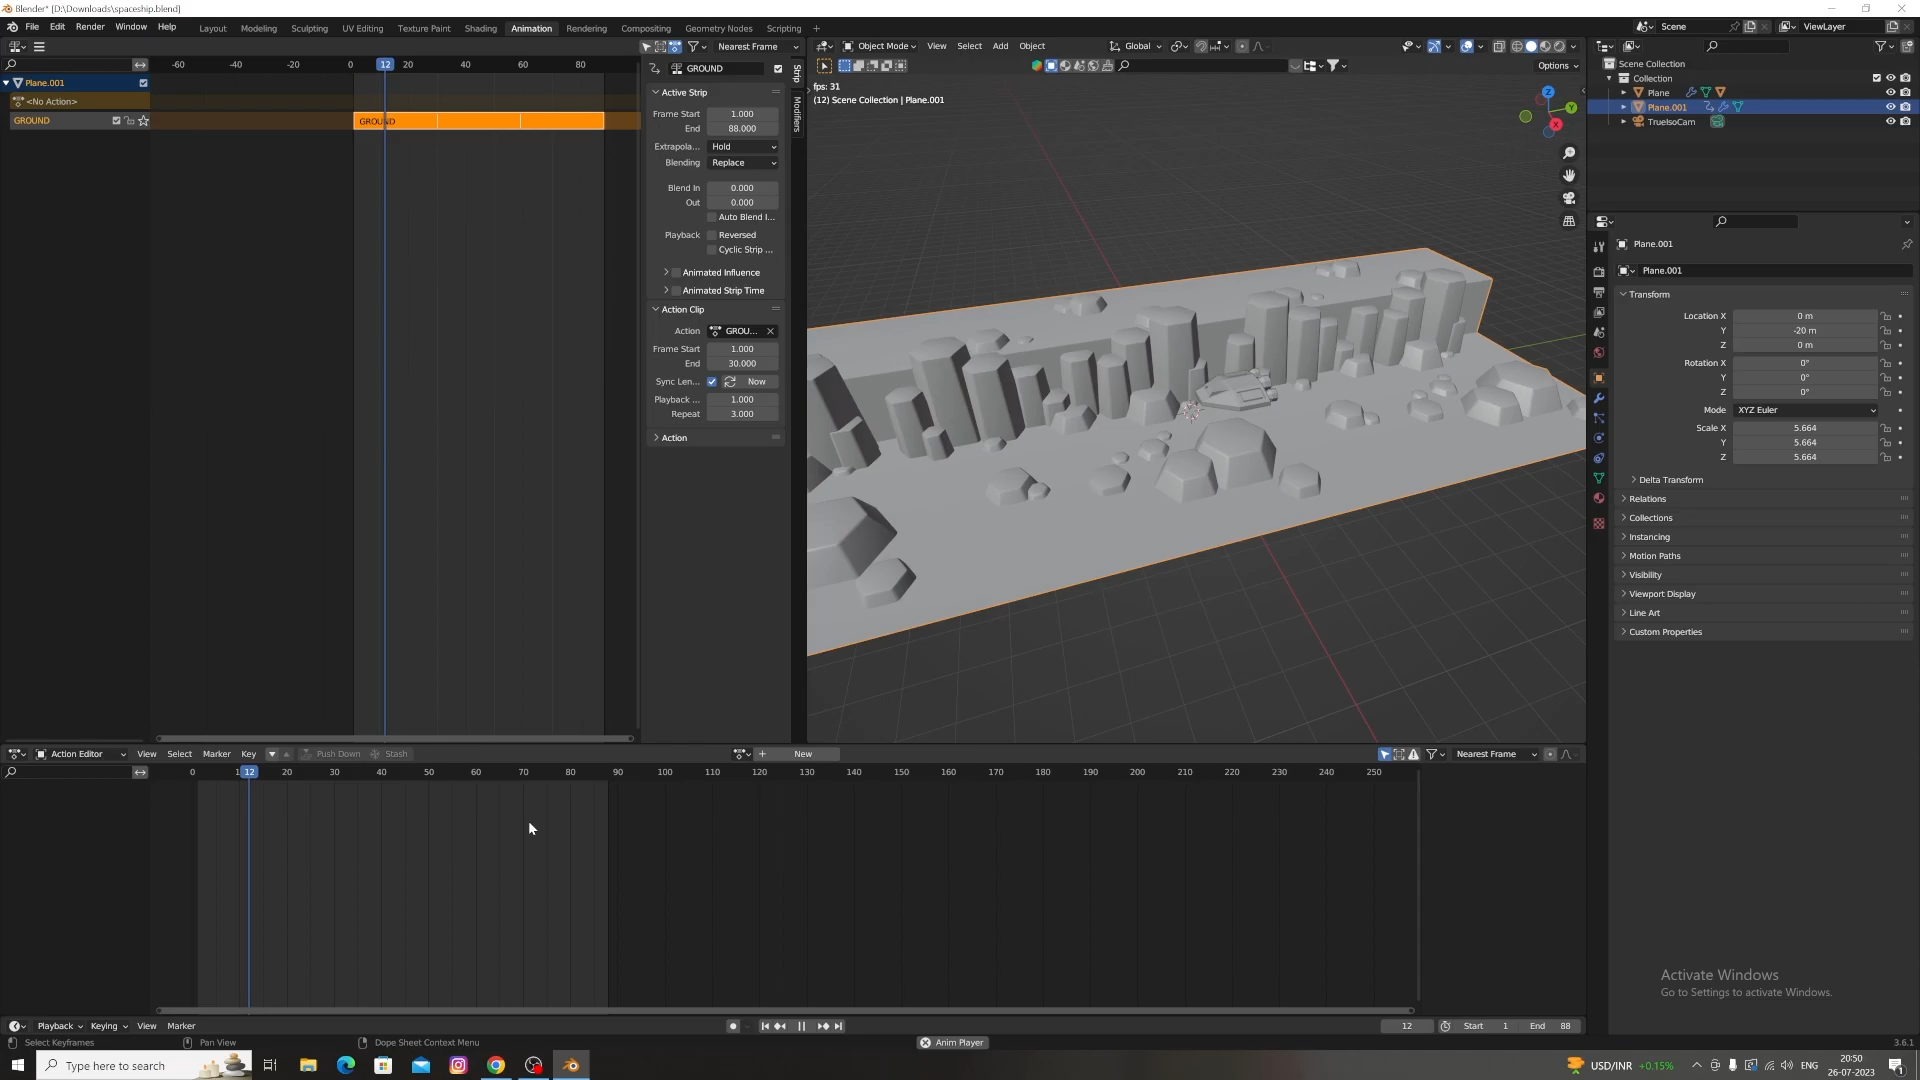 Blender* [D:\Downloads\spaceship.blend]
File Edit Render Window Help Layout Modeling Sculpting UV Editing Texture Paint Shading Animation Rendering Compositing Geometry Nodes Scripting + Scene ViewLayer
Nearest Frame Object Mode View Select Add Object Global
-60 -40 -20 0 12 20 40 60 80 GROUND Options
Plane.001
<No Action>
GROUND
GROUND
Strip
Modifiers
Active Strip
Frame Start 1.000
End 88.000
Extrapola... Hold
Blending Replace
Blend In 0.000
Out 0.000
Auto Blend I...
Playback Reversed
Cyclic Strip ...
Animated Influence
Animated Strip Time
Action Clip
Action GROU...
Frame Start 1.000
End 30.000
Sync Len... Now
Playback ... 1.000
Repeat 3.000
Action
fps: 31
(12) Scene Collection | Plane.001
Z
Y
X
Scene Collection
Collection
Plane
Plane.001
TrueIsoCam
Plane.001
Plane.001
Transform
Location X 0 m
Y -20 m
Z 0 m
Rotation X 0°
Y 0°
Z 0°
Mode XYZ Euler
Scale X 5.664
Y 5.664
Z 5.664
Delta Transform
Relations
Collections
Instancing
Motion Paths
Visibility
Viewport Display
Line Art
Custom Properties
Action Editor View Select Marker Key Push Down Stash + New Nearest Frame
0 12 20 30 40 50 60 70 80 90 100 110 120 130 140 150 160 170 180 190 200 210 220 230 240 250
Activate Windows
Go to Settings to activate Windows.
Playback Keying View Marker 12 Start 1 End 88
Select Keyframes Pan View Dope Sheet Context Menu Anim Player 3.6.1
Type here to search USD/INR +0.15% ENG 20:50
26-07-2023